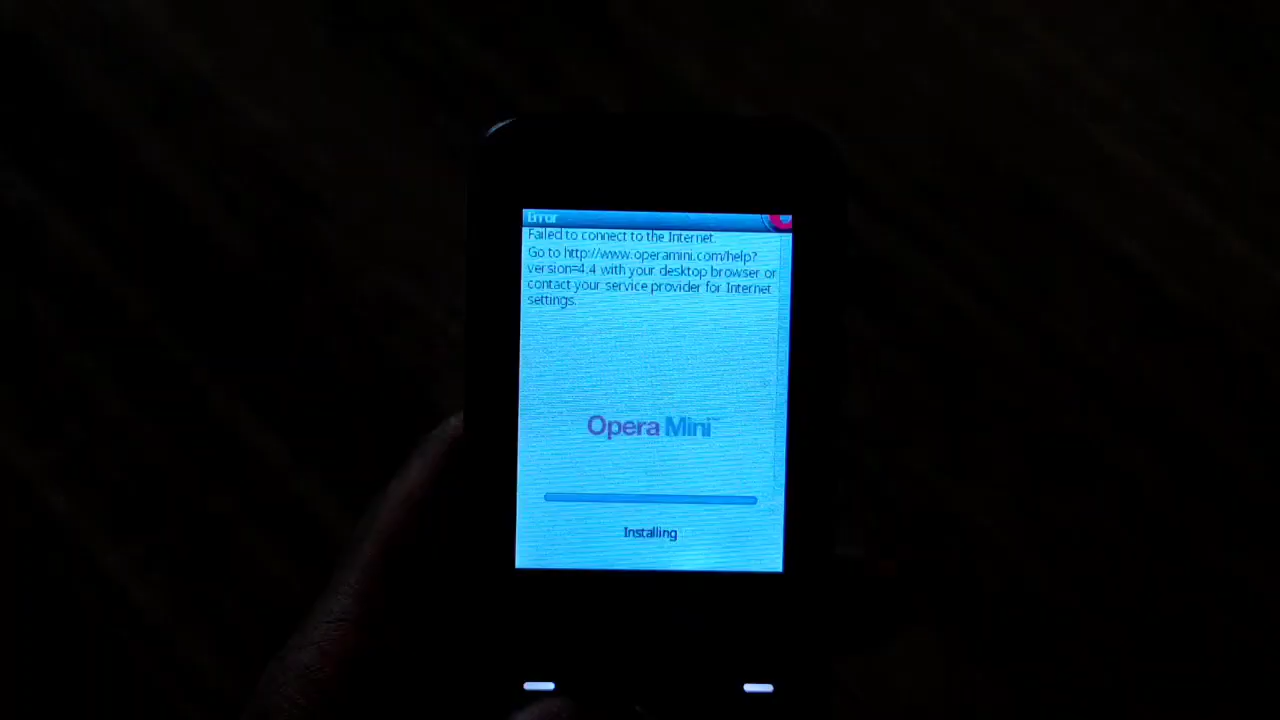 Error
Failed to connect to the Internet.
Go to http://www.operamini.com/help?
version=4.4 with your desktop browser or
contact your service provider for Internet
settings.
Opera Mini™
Installing